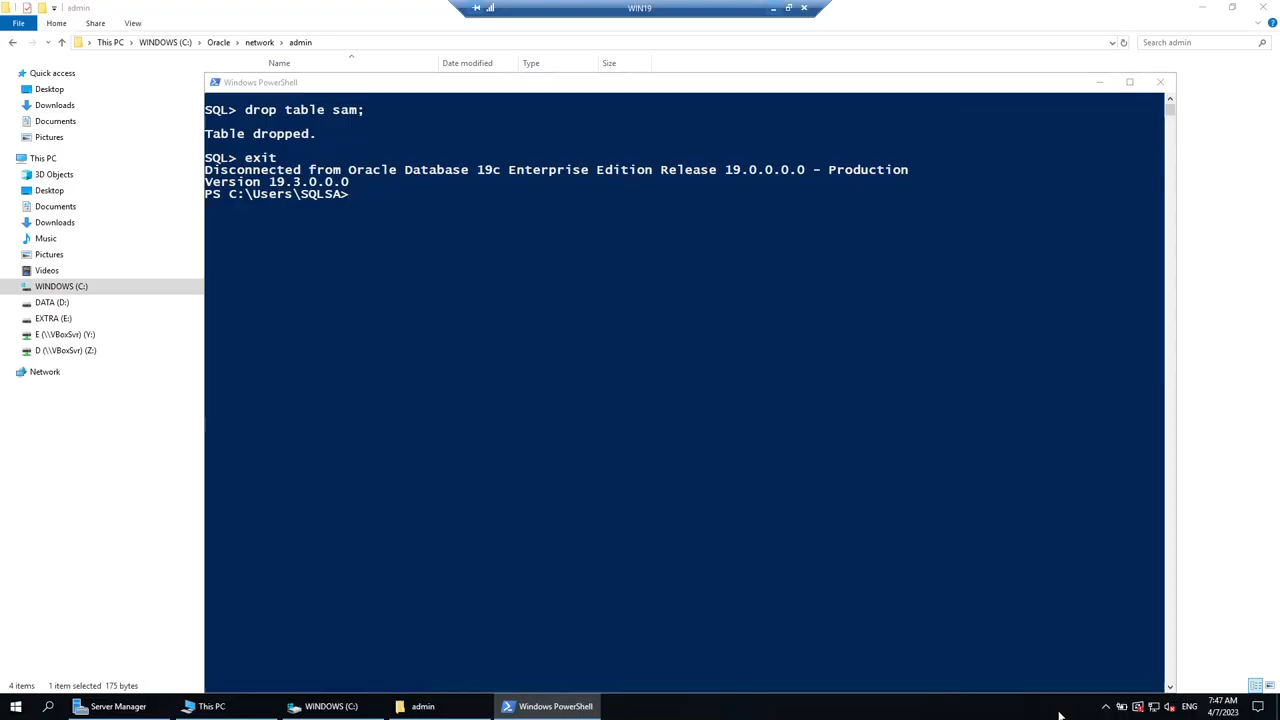 admin
WIN19
File
Home
Share
View
This PC
WINDOWS (C:)
Oracle
network
admin
Search admin
Name
Date modified
Type
Size
Quick access
Desktop
Downloads
Documents
Pictures
This PC
3D Objects
Desktop
Documents
Downloads
Music
Pictures
Videos
WINDOWS (C:)
DATA (D:)
EXTRA (E:)
E (\\VBoxSvr) (Y:)
D (\\VBoxSvr) (Z:)
Network
Windows PowerShell
SQL> drop table sam;
Table dropped.
SQL> exit
Disconnected from Oracle Database 19c Enterprise Edition Release 19.0.0.0.0 - Production
Version 19.3.0.0.0
PS C:\Users\SQLSA>
4 items
1 item selected 175 bytes
Server Manager
This PC
WINDOWS (C:)
admin
Windows PowerShell
ENG
7:47 AM
4/7/2023